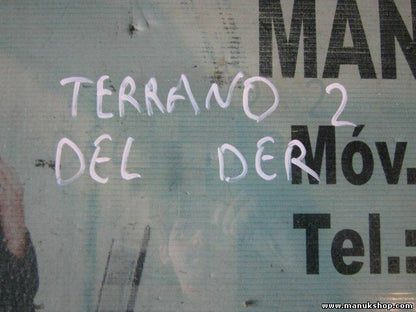 MAN
TERRANO 2
DEL DER
Móv.
Tel.:
www.manukshop.com